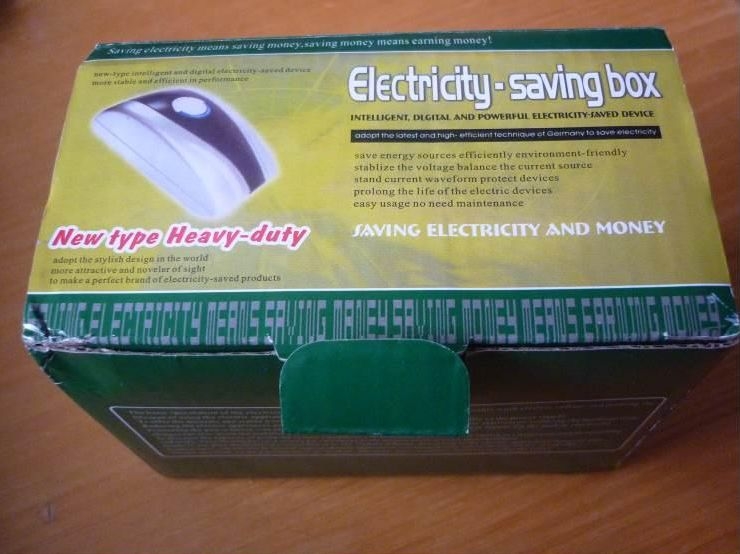 Saving electricity means saving money,saving money means earning money!
new-type intelligent and digital electricity-saved device
more stable and efficient in performance
Electricity-saving box
INTELLIGENT, DLGITAL AND POWERFUL ELECTRICITY-SAVED DEVICE
adopt the latest and high- efficient technique of Germany to save electricity
save energy sources efficiently environment-friendly
stablize the voltage balance the current source
stand current waveform protect devices
prolong the life of the electric devices
easy usage no need maintenance
New type Heavy-duty
SAVING ELECTRICITY AND MONEY
adopt the stylish design in the world
more attractive and novelar of sight
to make a perfect brand of electricity-saved products
ELECTRICITY MEANS SAVING MONEY SAVING MONEY MEANS EARNING MONEY